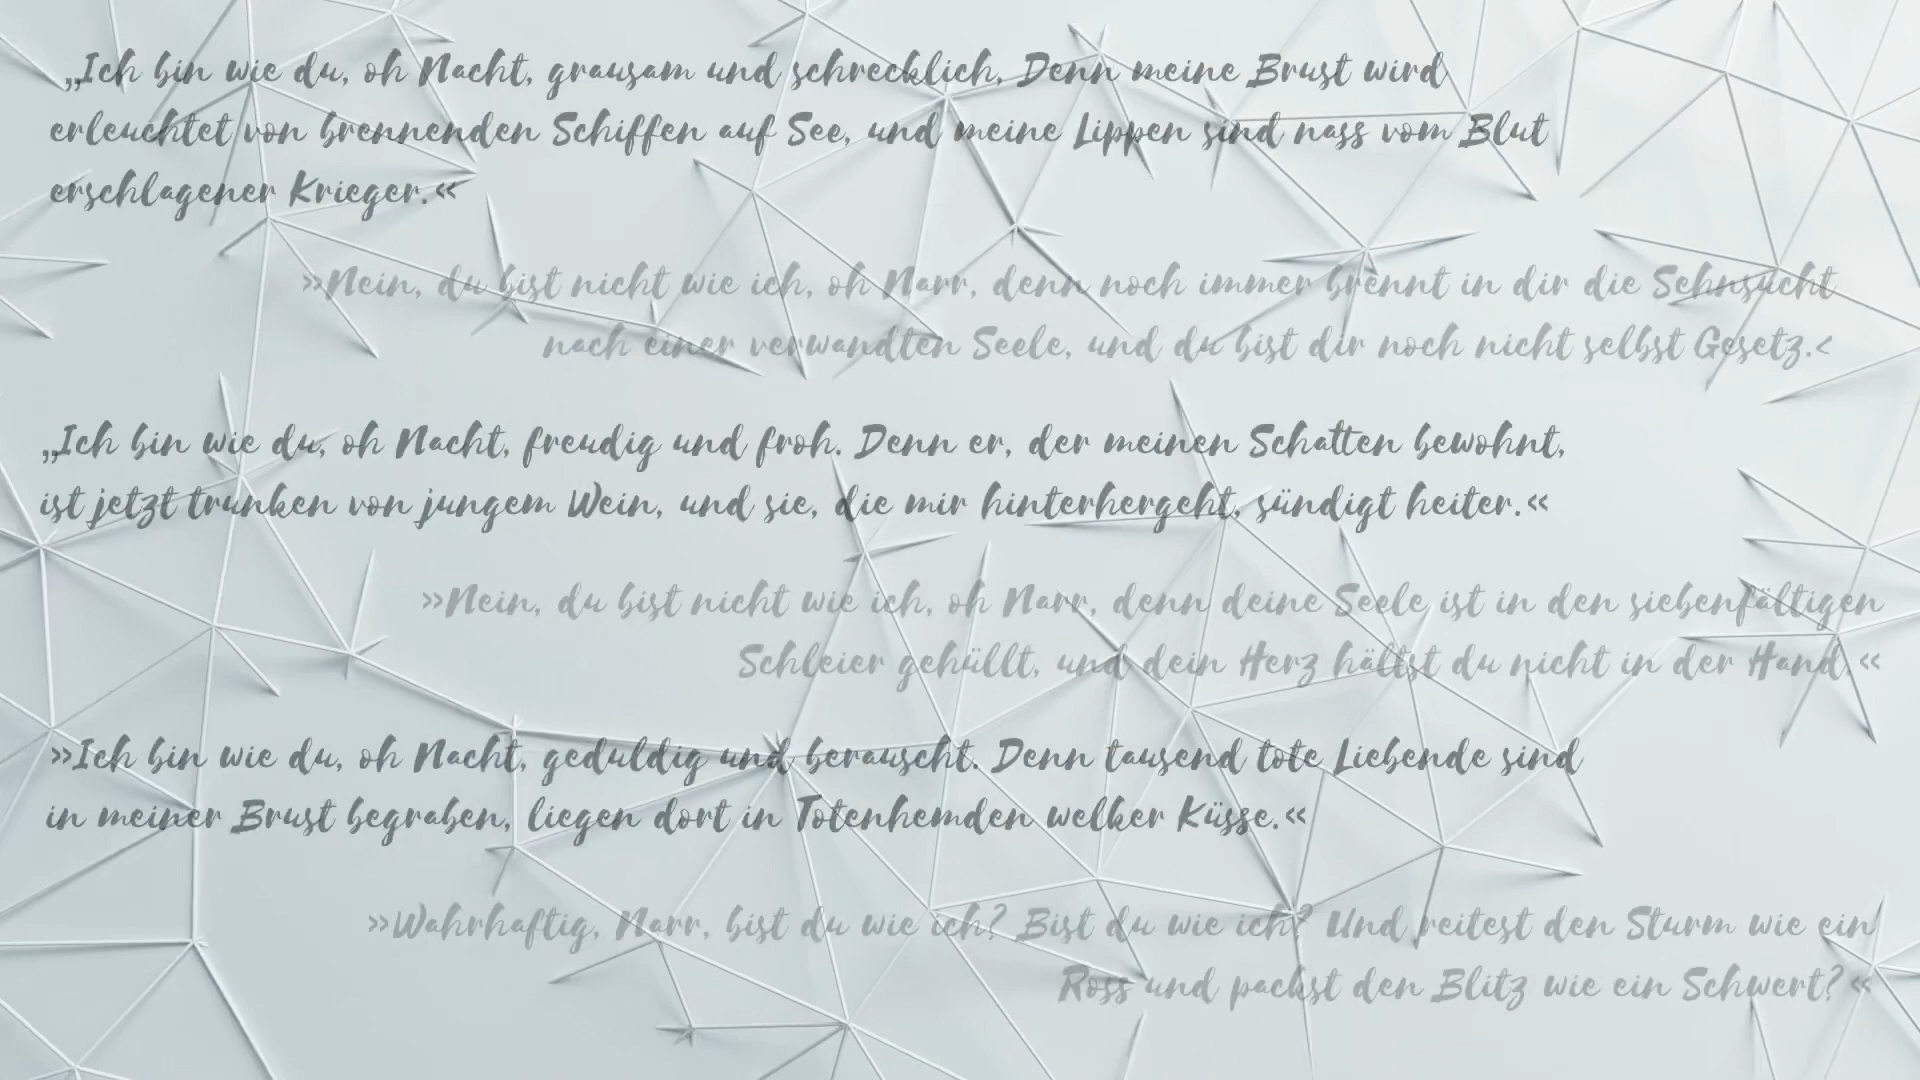 „Ich bin wie du, oh Nacht, grausam und schrecklich, Denn meine Brust wird
erleuchtet von brennenden Schiffen auf See, und meine Lippen sind nass vom Blut
erschlagener Krieger.«
»Nein, du bist nicht wie ich, oh Narr, denn noch immer brennt in dir die Sehnsucht
nach einer verwandten Seele, und du bist dir noch nicht selbst Gesetz.<
„Ich bin wie du, oh Nacht, freudig und froh. Denn er, der meinen Schatten bewohnt,
ist jetzt trunken von jungem Wein, und sie, die mir hinterhergeht, sündigt heiter.«
»Nein, du bist nicht wie ich, oh Narr, denn deine Seele ist in den siebenfältigen
Schleier gehüllt, und dein Herz hältst du nicht in der Hand.«
»Ich bin wie du, oh Nacht, geduldig und berauscht. Denn tausend tote Liebende sind
in meiner Brust begraben, liegen dort in Totenhemden welker Küsse.«
»Wahrhaftig, Narr, bist du wie ich? Bist du wie ich? Und reitest den Sturm wie ein
Ross und packst den Blitz wie ein Schwert?«